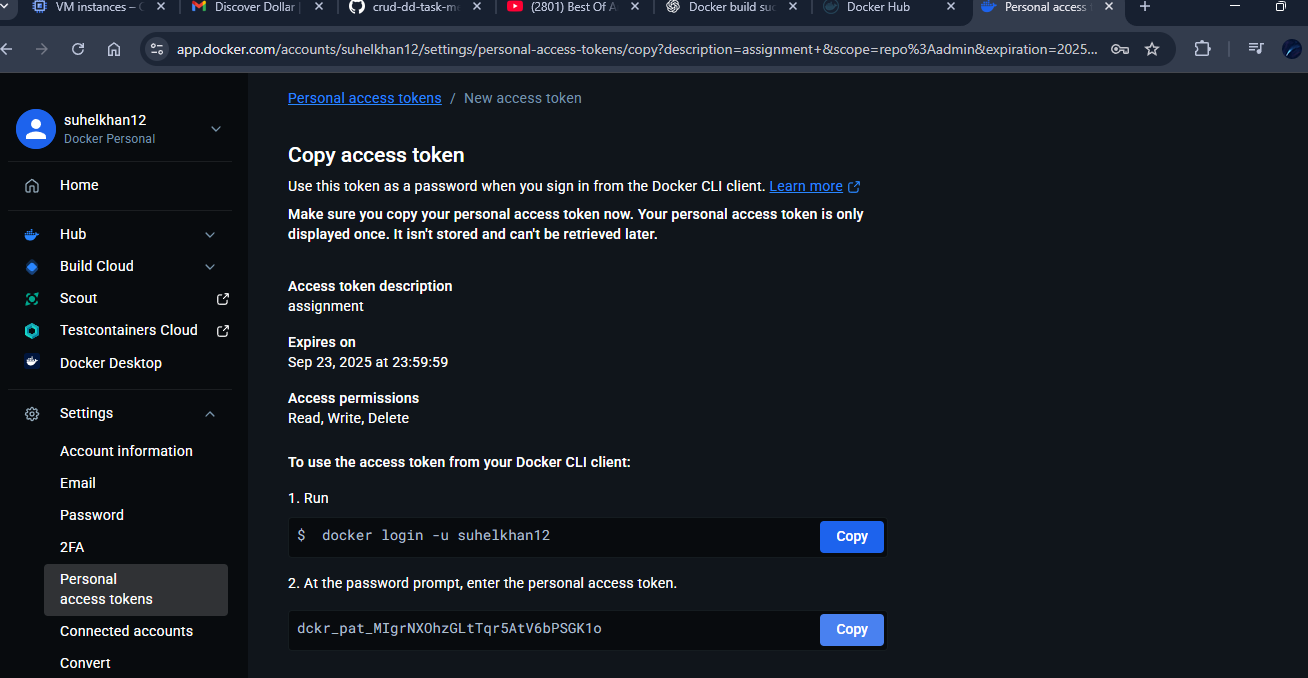 VM instances –
Discover Dollar
crud-dd-task-m
(2801) Best Of A
Docker build suc
Docker Hub
Personal access
app.docker.com/accounts/suhelkhan12/settings/personal-access-tokens/copy?description=assignment+&scope=repo%3Aadmin&expiration=2025...
suhelkhan12
Docker Personal
Home
Hub
Build Cloud
Scout
Testcontainers Cloud
Docker Desktop
Settings
Account information
Email
Password
2FA
Personal
access tokens
Connected accounts
Convert
Personal access tokens / New access token
Copy access token
Use this token as a password when you sign in from the Docker CLI client. Learn more
Make sure you copy your personal access token now. Your personal access token is only
displayed once. It isn't stored and can't be retrieved later.
Access token description
assignment
Expires on
Sep 23, 2025 at 23:59:59
Access permissions
Read, Write, Delete
To use the access token from your Docker CLI client:
1. Run
$ docker login -u suhelkhan12
Copy
2. At the password prompt, enter the personal access token.
dckr_pat_MIgrNXOhzGLtTqr5AtV6bPSGK1o
Copy